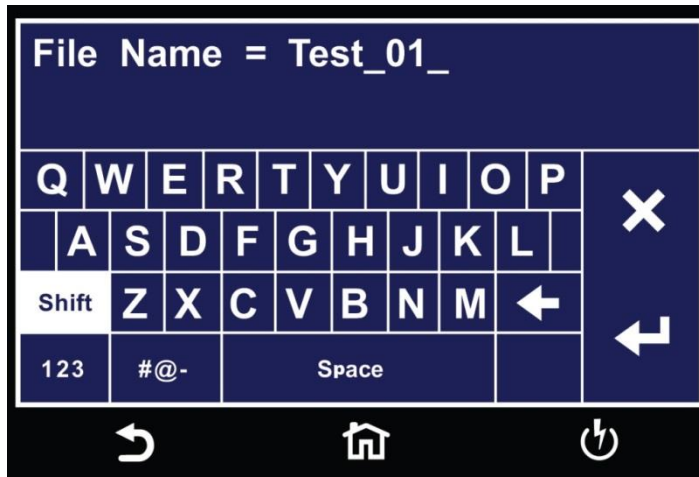 File Name = Test_01_
Q W E R T Y U I O P
A S D F G H J K L
Shift Z X C V B N M
123 #@- Space